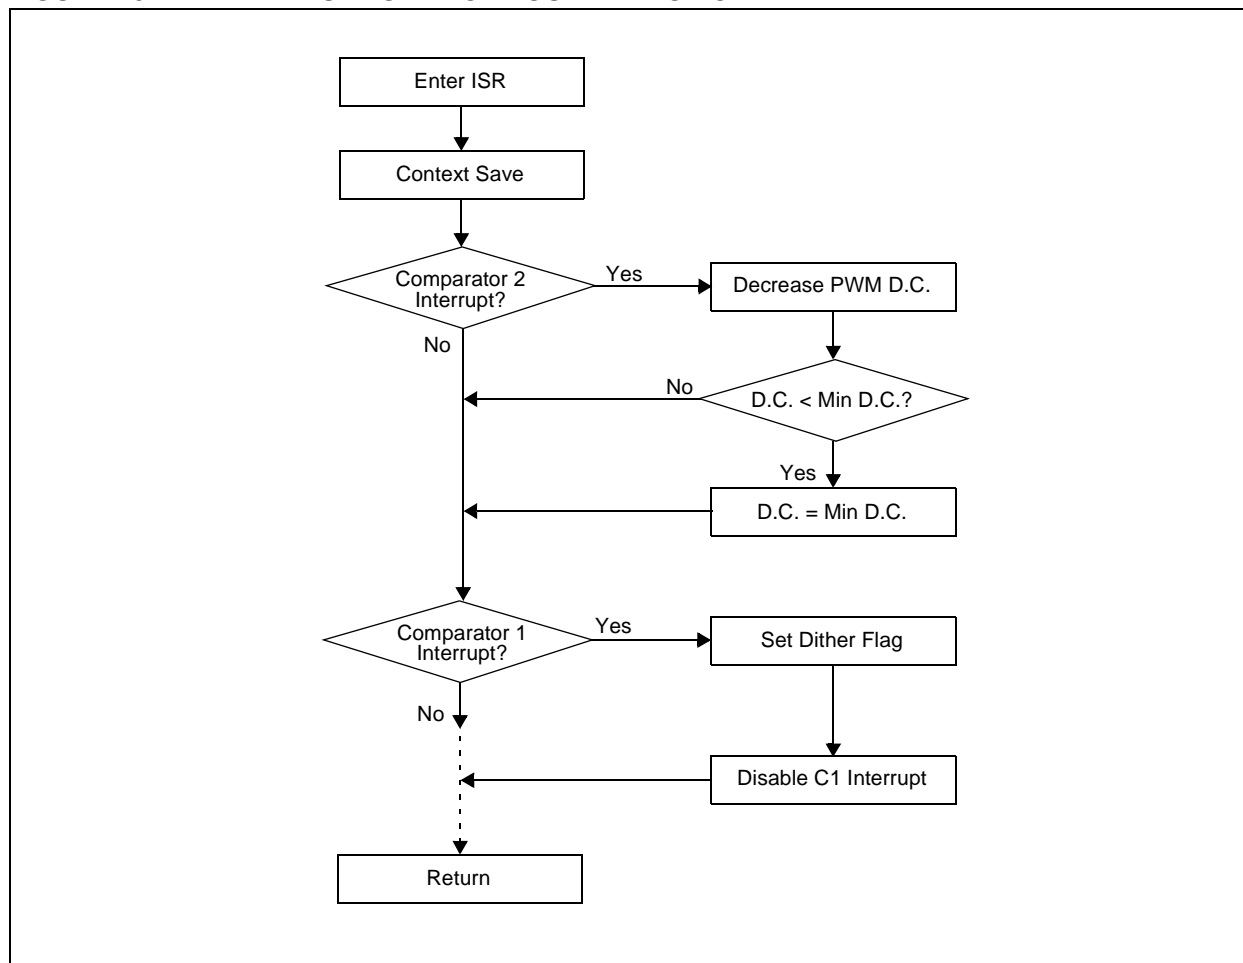 Enter ISR
Context Save
Comparator 2
Interrupt?
Yes
Decrease PWM D.C.
No
No
D.C. < Min D.C.?
Yes
D.C. = Min D.C.
Comparator 1
Interrupt?
Yes
Set Dither Flag
No
Disable C1 Interrupt
Return